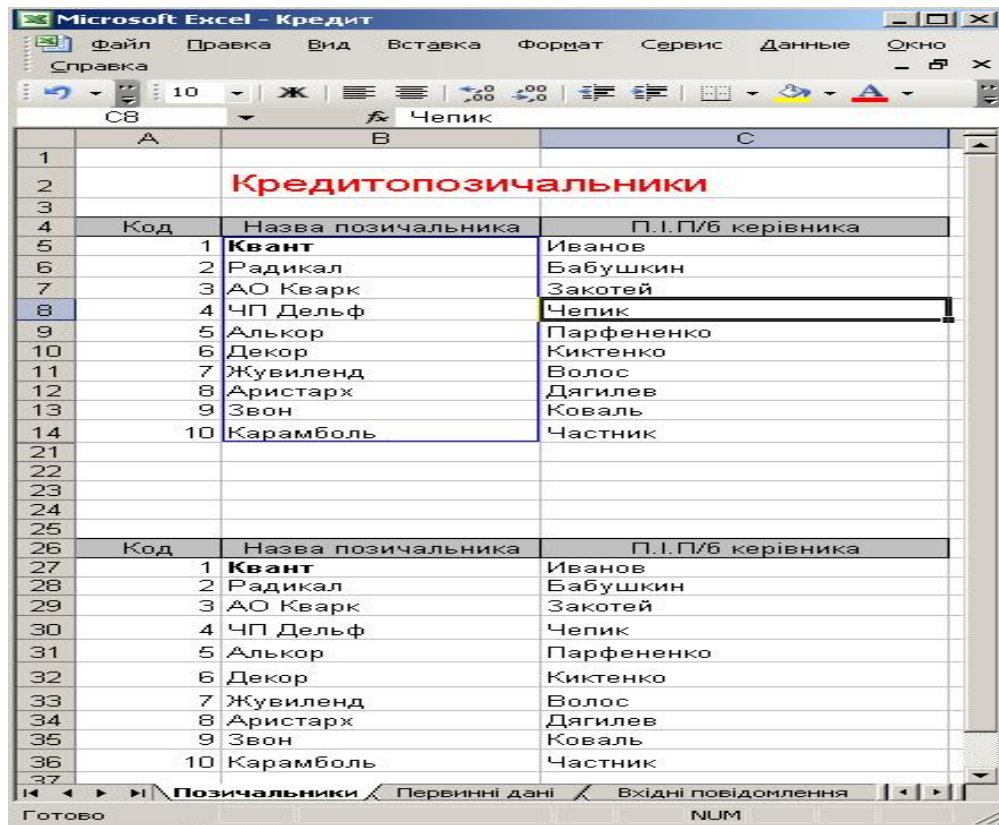 Microsoft Excel - Кредит
Файл Правка Вид Вставка Формат Сервис Данные Окно
Справка
10 Ж ,00 ,0 A
C8 fx Чепик
A B C
1
2 Кредитопозичальники
3
4 Код Назва позичальника П.І.П/б керівника
5 1 Квант Иванов
6 2 Радикал Бабушкин
7 3 АО Кварк Закотей
8 4 ЧП Дельф Чепик
9 5 Алькор Парфененко
10 6 Декор Киктенко
11 7 Жувиленд Волос
12 8 Аристарх Дягилев
13 9 Звон Коваль
14 10 Карамболь Частник
21
22
23
24
25
26 Код Назва позичальника П.І.П/б керівника
27 1 Квант Иванов
28 2 Радикал Бабушкин
29 3 АО Кварк Закотей
30 4 ЧП Дельф Чепик
31 5 Алькор Парфененко
32 6 Декор Киктенко
33 7 Жувиленд Волос
34 8 Аристарх Дягилев
35 9 Звон Коваль
36 10 Карамболь Частник
37
Позичальники Первинні дані Вхідні повідомлення
Готово NUM